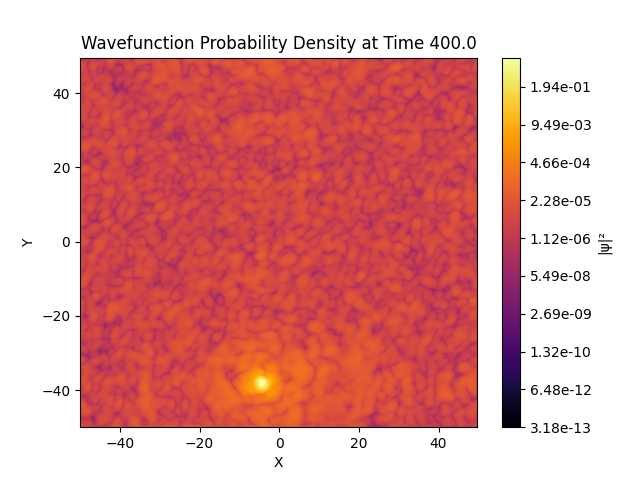 Wavefunction Probability Density at Time 400.0
40
20
0
−20
−40
Y
−40
−20
0
20
40
X
1.94e-01
9.49e-03
4.66e-04
2.28e-05
1.12e-06
5.49e-08
2.69e-09
1.32e-10
6.48e-12
3.18e-13
|ψ|²